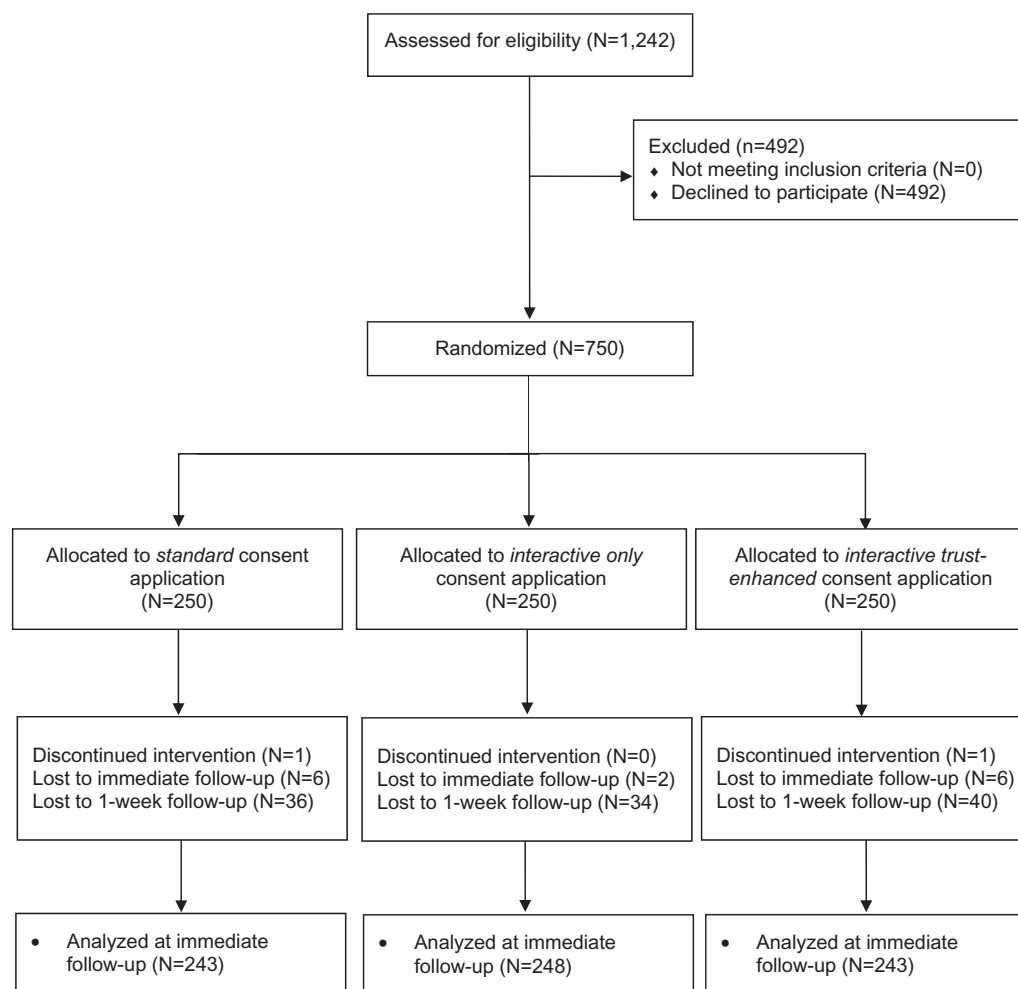 Assessed for eligibility (N=1,242)
Excluded (n=492)
♦ Not meeting inclusion criteria (N=0)
♦ Declined to participate (N=492)
Randomized (N=750)
Allocated to standard consent
application
(N=250)
Allocated to interactive only
consent application
(N=250)
Allocated to interactive trust-
enhanced consent application
(N=250)
Discontinued intervention (N=1)
Lost to immediate follow-up (N=6)
Lost to 1-week follow-up (N=36)
Discontinued intervention (N=0)
Lost to immediate follow-up (N=2)
Lost to 1-week follow-up (N=34)
Discontinued intervention (N=1)
Lost to immediate follow-up (N=6)
Lost to 1-week follow-up (N=40)
• Analyzed at immediate
follow-up (N=243)
• Analyzed at immediate
follow-up (N=248)
• Analyzed at immediate
follow-up (N=243)